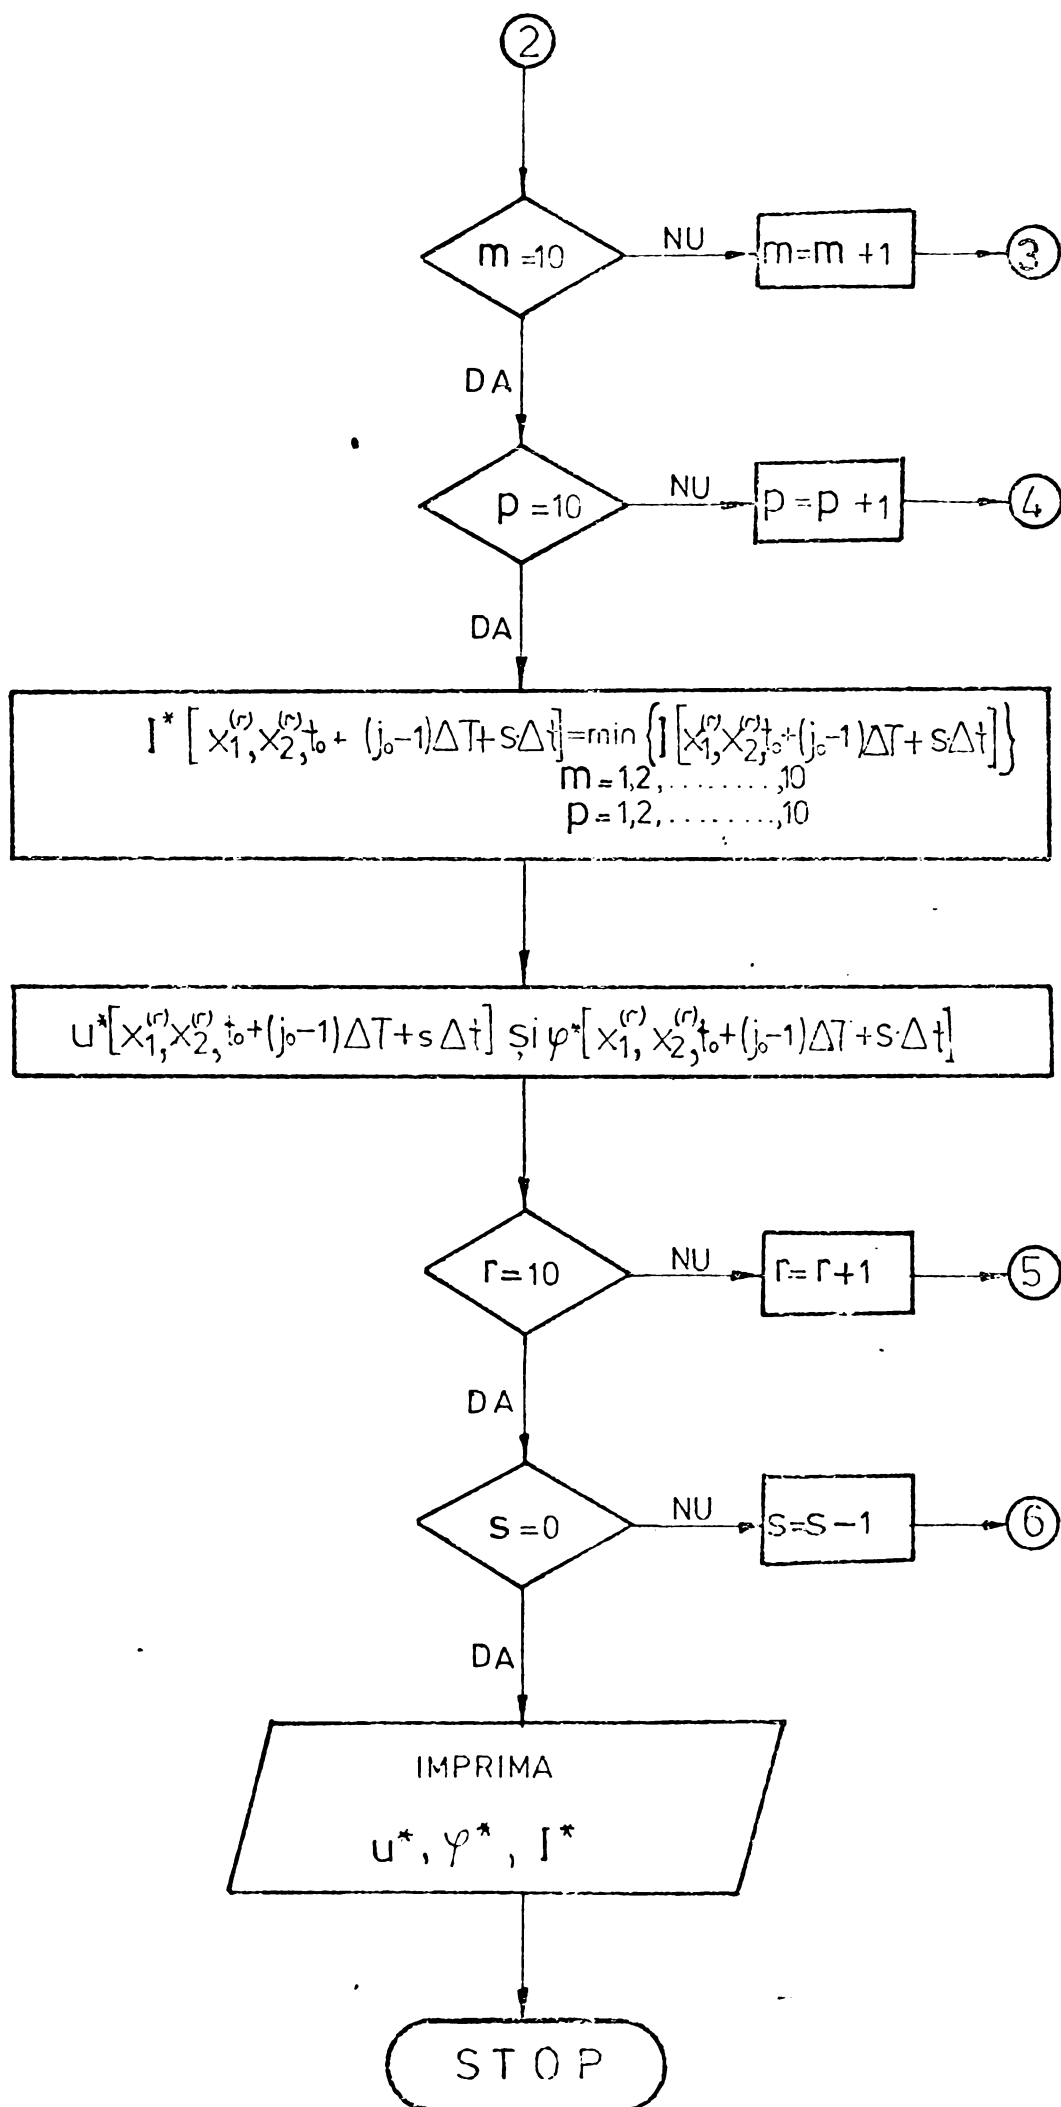 2
m = 10
NU
m = m + 1
3
DA
p = 10
NU
p = p + 1
4
DA
I* [x₁⁽ʳ⁾, x₂⁽ʳ⁾, t₀ + (j₀-1)ΔT + s·Δt] = min {I [x₁⁽ʳ⁾, x₂⁽ʳ⁾, t₀ + (j₀-1)ΔT + s·Δt]}
m = 1,2,........,10
p = 1,2,........,10
u*[x₁⁽ʳ⁾, x₂⁽ʳ⁾, t₀ + (j₀-1)ΔT + s Δt] și φ*[x₁⁽ʳ⁾, x₂⁽ʳ⁾, t₀ + (j₀-1)ΔT + s·Δt]
r = 10
NU
r = r + 1
5
DA
s = 0
NU
s = s - 1
6
DA
IMPRIMA
u*, φ*, I*
STOP